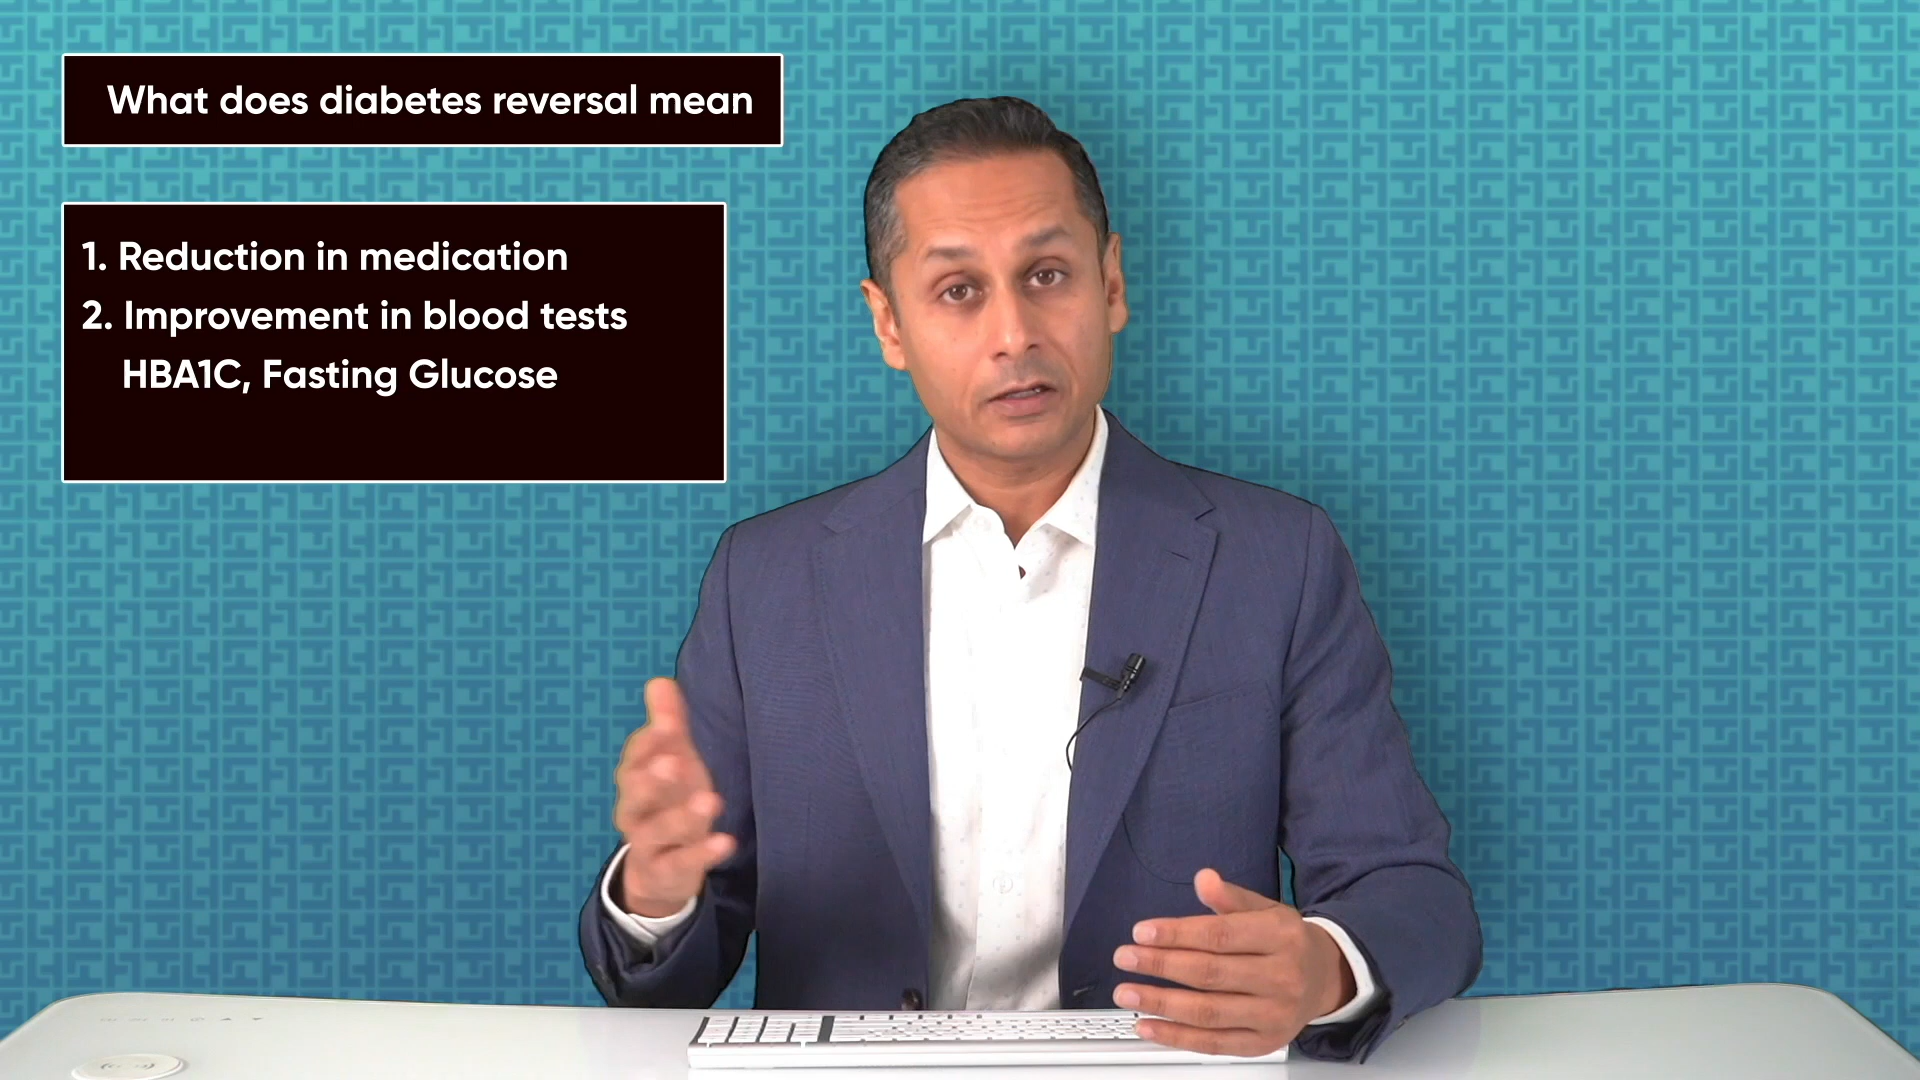 What does diabetes reversal mean
1. Reduction in medication
2. Improvement in blood tests
HBA1C, Fasting Glucose